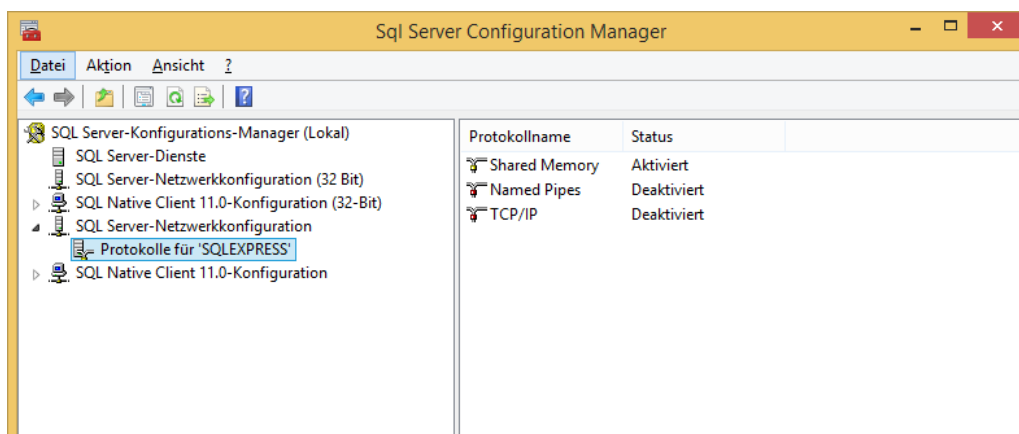 Sql Server Configuration Manager
Datei Aktion Ansicht ?
SQL Server-Konfigurations-Manager (Lokal)
SQL Server-Dienste
SQL Server-Netzwerkkonfiguration (32 Bit)
SQL Native Client 11.0-Konfiguration (32-Bit)
SQL Server-Netzwerkkonfiguration
Protokolle für 'SQLEXPRESS'
SQL Native Client 11.0-Konfiguration
Protokollname Status
Shared Memory Aktiviert
Named Pipes Deaktiviert
TCP/IP Deaktiviert